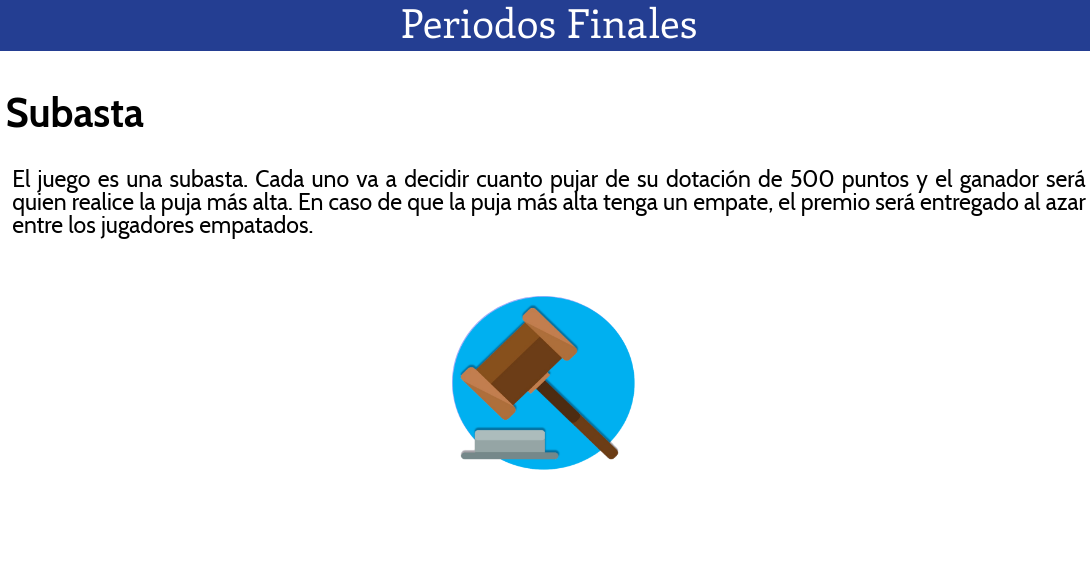 Periodos Finales
Subasta
El juego es una subasta. Cada uno va a decidir cuanto pujar de su dotación de 500 puntos y el ganador será
quien realice la puja más alta. En caso de que la puja más alta tenga un empate, el premio será entregado al azar
entre los jugadores empatados.